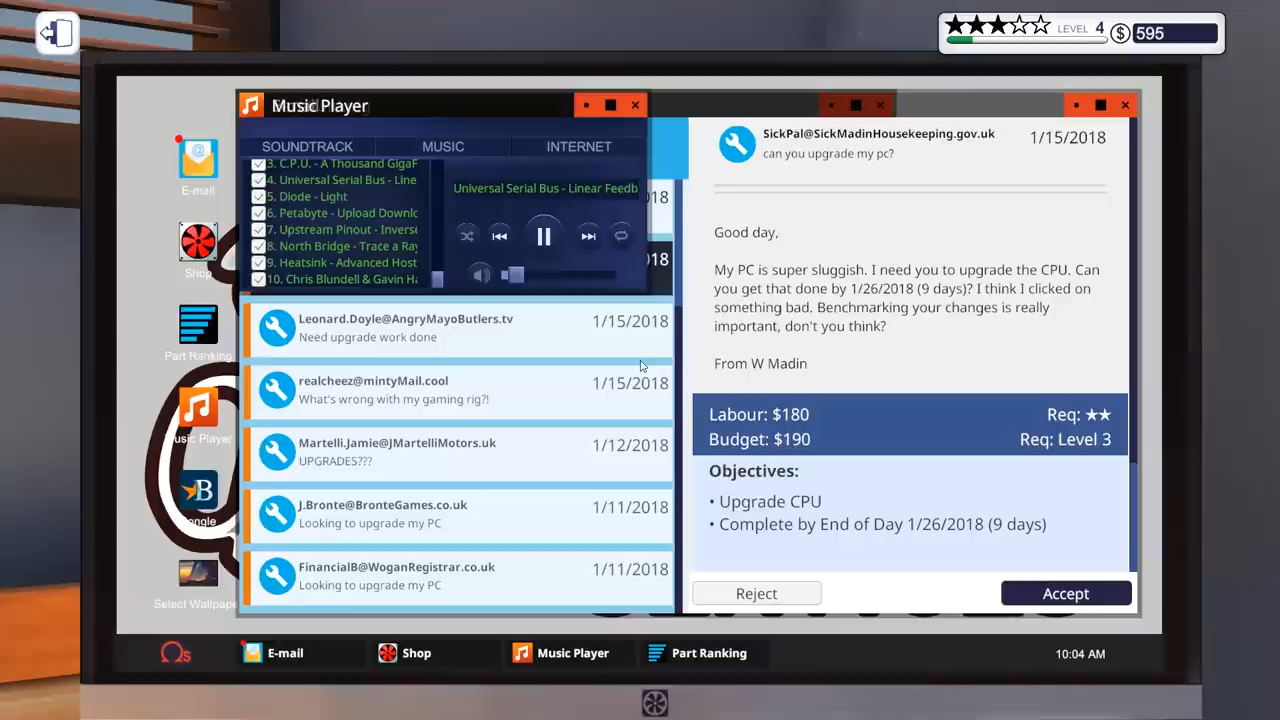 LEVEL 4
$ 595
Music Player
SOUNDTRACK
MUSIC
INTERNET
3. C.P.U. - A Thousand GigaF
4. Universal Serial Bus - Line
5. Diode - Light
6. Petabyte - Upload Downlo
7. Upstream Pinout - Inverse
8. North Bridge - Trace a Ray
9. Heatsink - Advanced Host
10. Chris Blundell & Gavin Ha
Universal Serial Bus - Linear Feedb
E-mail
Shop
Part Ranking
Music Player
Select Wallpape
18
18
Leonard.Doyle@AngryMayoButlers.tv
1/15/2018
Need upgrade work done
realcheez@mintyMail.cool
1/15/2018
What's wrong with my gaming rig?!
Martelli.Jamie@JMartelliMotors.uk
1/12/2018
UPGRADES???
J.Bronte@BronteGames.co.uk
1/11/2018
Looking to upgrade my PC
FinancialB@WoganRegistrar.co.uk
1/11/2018
Looking to upgrade my PC
SickPal@SickMadinHousekeeping.gov.uk
1/15/2018
can you upgrade my pc?
Good day,
My PC is super sluggish. I need you to upgrade the CPU. Can
you get that done by 1/26/2018 (9 days)? I think I clicked on
something bad. Benchmarking your changes is really
important, don't you think?
From W Madin
Labour: $180
Req: ★★
Budget: $190
Req: Level 3
Objectives:
• Upgrade CPU
• Complete by End of Day 1/26/2018 (9 days)
Reject
Accept
E-mail
Shop
Music Player
Part Ranking
10:04 AM